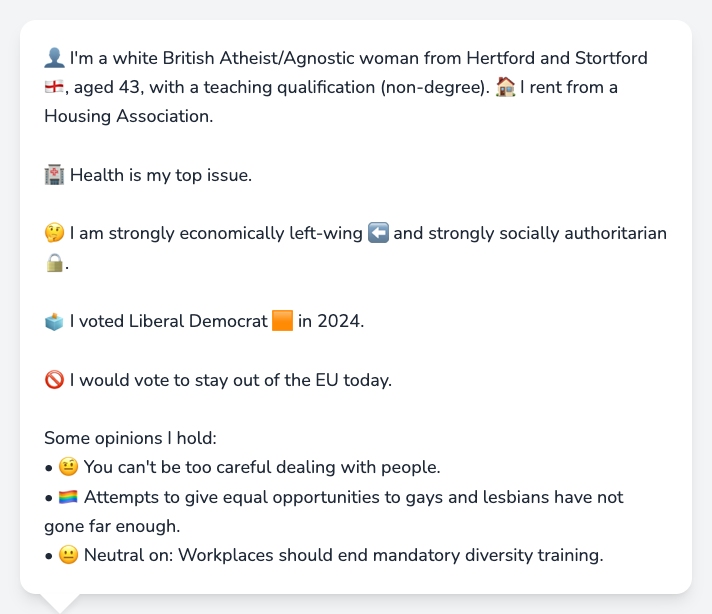 👤 I'm a white British Atheist/Agnostic woman from Hertford and Stortford
🏴󠁧󠁢󠁥󠁮󠁧󠁿, aged 43, with a teaching qualification (non-degree). 🏠 I rent from a
Housing Association.
🏥 Health is my top issue.
🤔 I am strongly economically left-wing ⬅️ and strongly socially authoritarian
🔒.
🗳️ I voted Liberal Democrat 🟧 in 2024.
🚫 I would vote to stay out of the EU today.
Some opinions I hold:
• 🤨 You can't be too careful dealing with people.
• 🏳️‍🌈 Attempts to give equal opportunities to gays and lesbians have not
gone far enough.
• 😐 Neutral on: Workplaces should end mandatory diversity training.